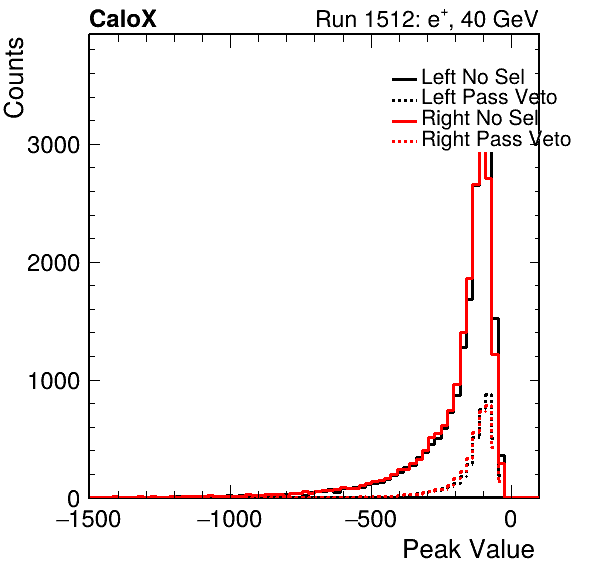 CaloX Run 1512: e⁺, 40 GeV
Counts
Left No Sel
Left Pass Veto
Right No Sel
Right Pass Veto
3000
2000
1000
0
−1500 −1000 −500 0
Peak Value